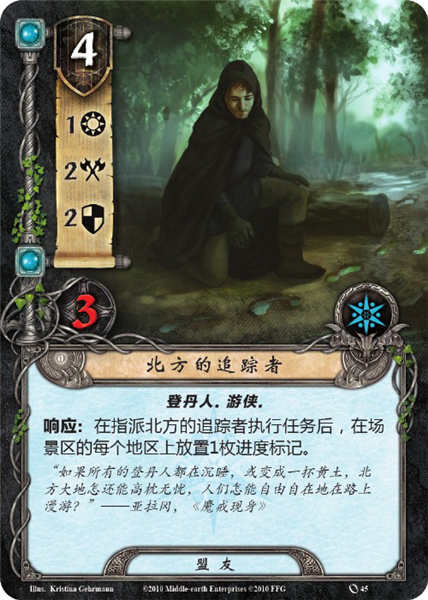 4
1
2
2
3
北方的追踪者
登丹人. 游侠.
响应：在指派北方的追踪者执行任务后，在场
景区的每个地区上放置1枚进度标记。
“如果所有的登丹人都在沉睡，或变成一杯黄土，北
方大地怎还能高枕无忧，人们怎能自由自在地在路上
漫游？”——亚拉冈，《魔戒现身》
盟友
Illus. Kristina Gehrmann ©2010 Middle-earth Enterprises ©2010 FFG 45